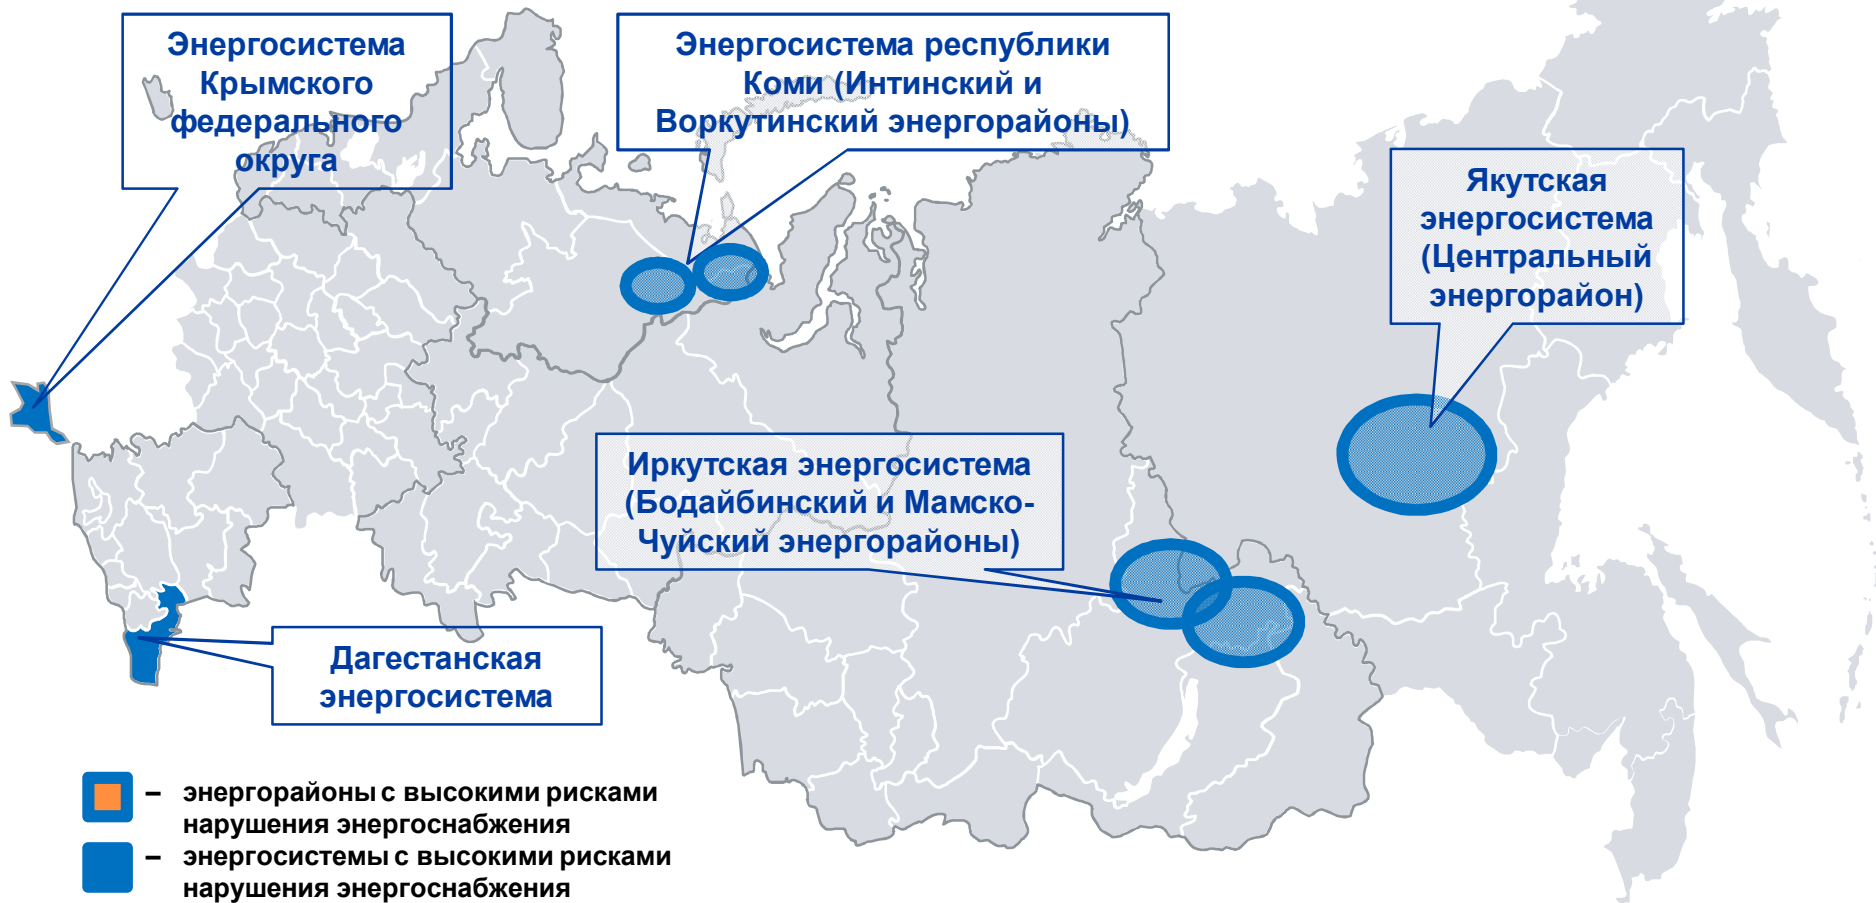 Энергосистема
Крымского
федерального
округа
Энергосистема республики
Коми (Интинский и
Воркутинский энергорайоны)
Якутская
энергосистема
(Центральный
энергорайон)
Иркутская энергосистема
(Бодайбинский и Мамско-
Чуйский энергорайоны)
Дагестанская
энергосистема
– энергорайоны с высокими рисками
нарушения энергоснабжения
– энергосистемы с высокими рисками
нарушения энергоснабжения